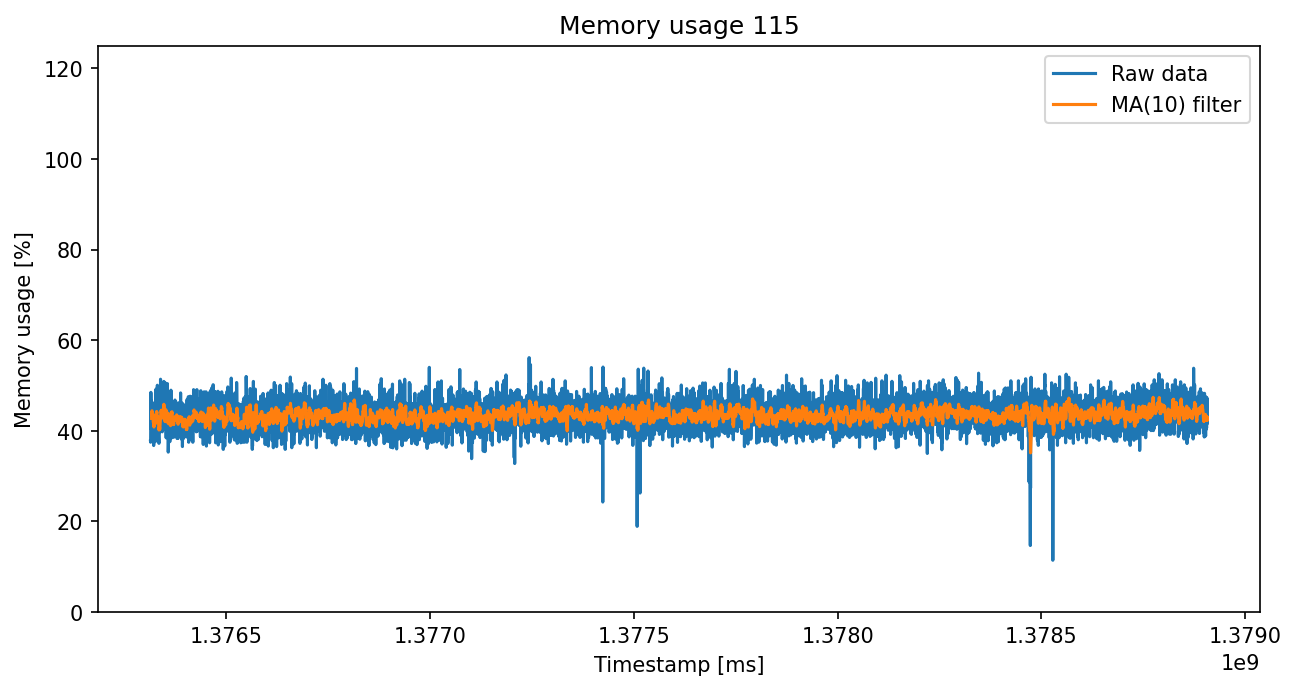 Memory usage 115
Raw data
MA(10) filter
Memory usage [%]
120
100
80
60
40
20
0
1.3765 1.3770 1.3775 1.3780 1.3785 1.3790
1e9
Timestamp [ms]